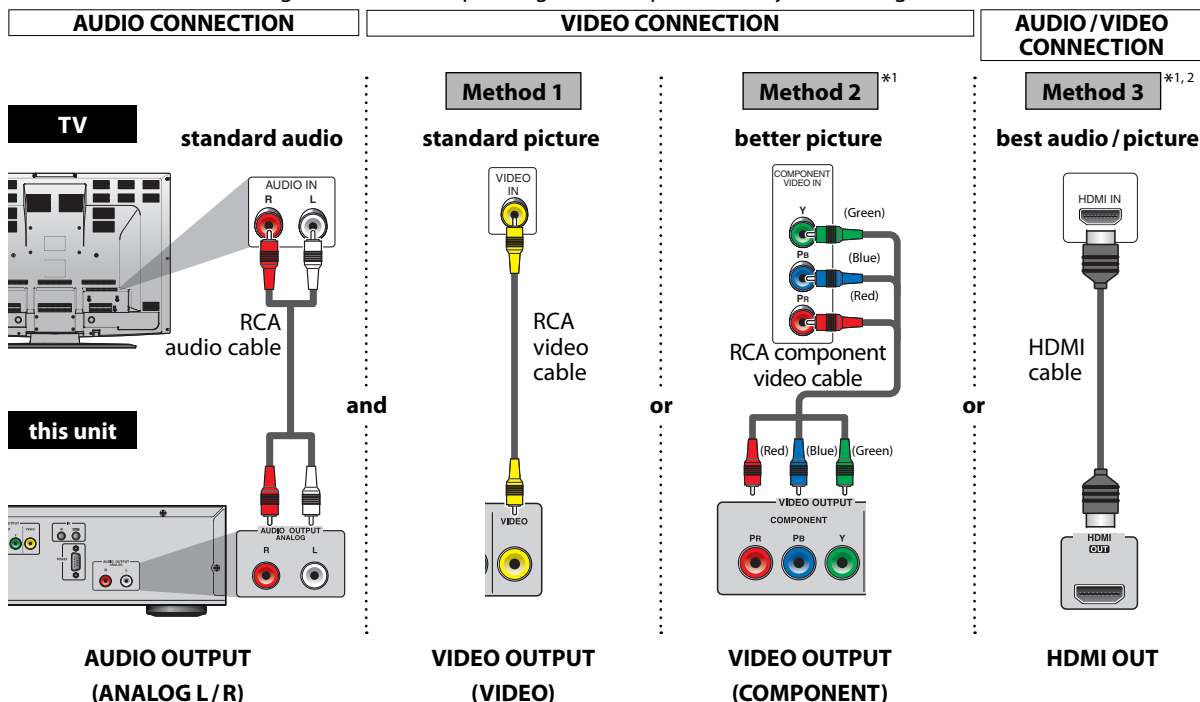 AUDIO CONNECTION
VIDEO CONNECTION
AUDIO / VIDEO
CONNECTION
Method 1
Method 2 *1
Method 3 *1, 2
TV
standard audio
standard picture
better picture
best audio / picture
AUDIO IN
R L
VIDEO
IN
COMPONENT
VIDEO IN
Y
(Green)
PB
(Blue)
PR
(Red)
HDMI IN
RCA
audio cable
RCA
video
cable
RCA component
video cable
HDMI
cable
and
or
or
this unit
(Red) (Blue) (Green)
VIDEO
AUDIO OUTPUT
ANALOG
R L
AUDIO OUTPUT
ANALOG
R L
VIDEO
VIDEO OUTPUT
COMPONENT
PR PB Y
HDMI
OUT
AUDIO OUTPUT
(ANALOG L / R)
VIDEO OUTPUT
(VIDEO)
VIDEO OUTPUT
(COMPONENT)
HDMI OUT